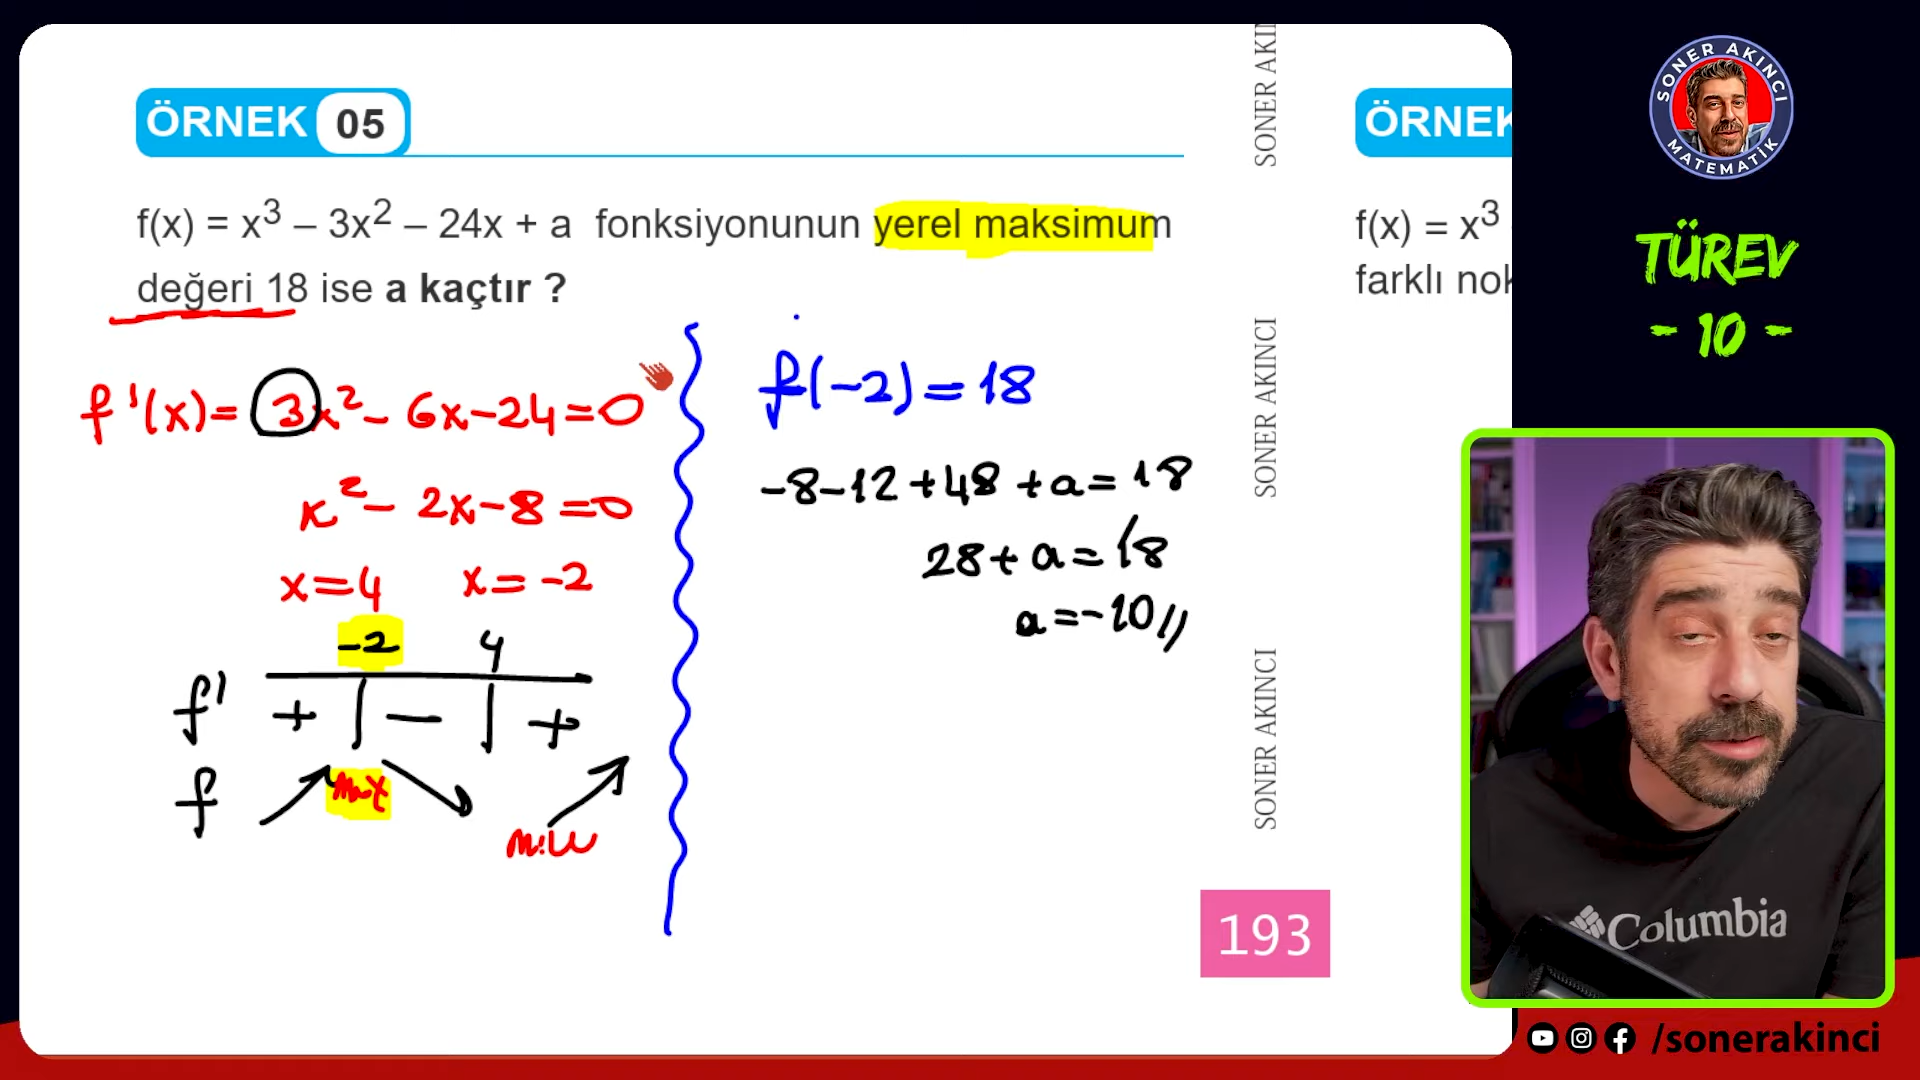 ÖRNEK 05
f(x) = x³ – 3x² – 24x + a fonksiyonunun yerel maksimum
değeri 18 ise a kaçtır ?
f'(x) = 3x² - 6x - 24 = 0
x² - 2x - 8 = 0
x = 4 x = -2
-2 4
f' + - +
f max
min
f(-2) = 18
-8 - 12 + 48 + a = 18
28 + a = 18
a = -10 //
SONER AKIN
SONER AKINCI
SONER AKINCI
193
ÖRNEK
f(x) = x³
farklı nok
SONER AKINCI
MATEMATİK
TÜREV
- 10 -
Columbia
/sonerakinci